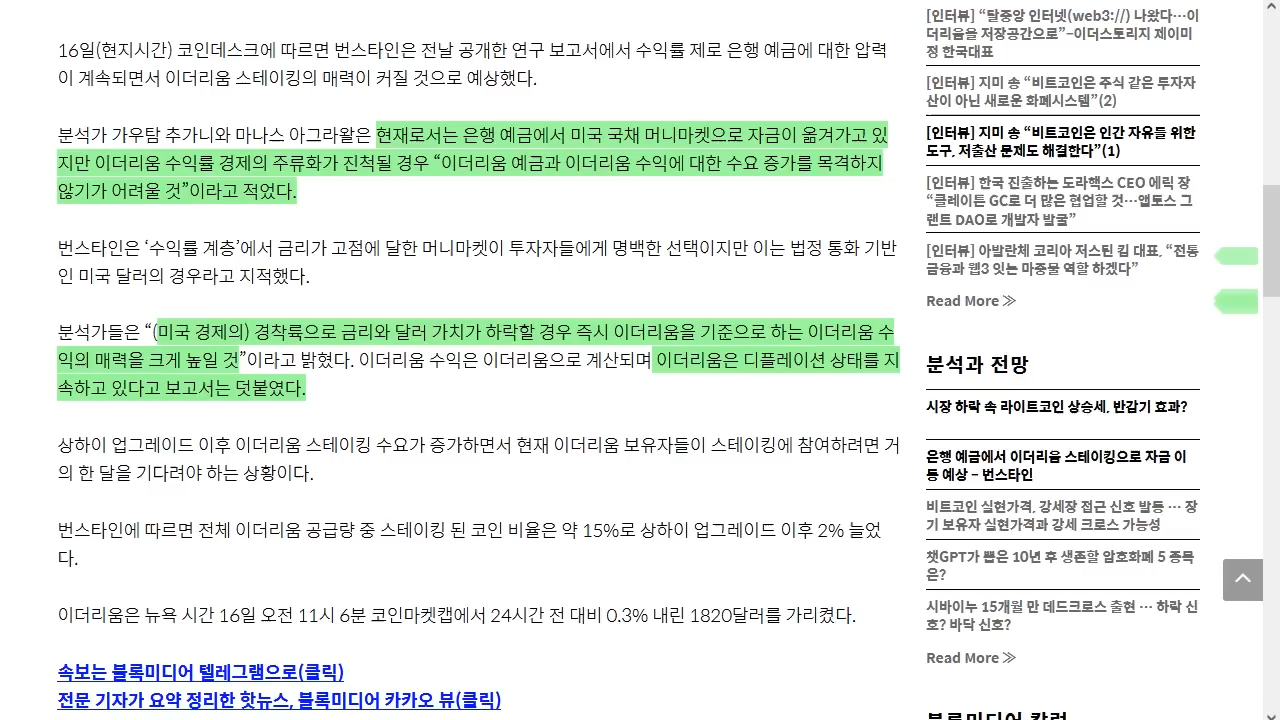 16일(현지시간) 코인데스크에 따르면 번스타인은 전날 공개한 연구 보고서에서 수익률 제로 은행 예금에 대한 압력
이 계속되면서 이더리움 스테이킹의 매력이 커질 것으로 예상했다.
분석가 가우탐 추가니와 마나스 아그라왈은 현재로서는 은행 예금에서 미국 국채 머니마켓으로 자금이 옮겨가고 있
지만 이더리움 수익률 경제의 주류화가 진척될 경우 “이더리움 예금과 이더리움 수익에 대한 수요 증가를 목격하지
않기가 어려울 것”이라고 적었다.
번스타인은 ‘수익률 계층’에서 금리가 고점에 달한 머니마켓이 투자자들에게 명백한 선택이지만 이는 법정 통화 기반
인 미국 달러의 경우라고 지적했다.
분석가들은 “(미국 경제의) 경착륙으로 금리와 달러 가치가 하락할 경우 즉시 이더리움을 기준으로 하는 이더리움 수
익의 매력을 크게 높일 것”이라고 밝혔다. 이더리움 수익은 이더리움으로 계산되며 이더리움은 디플레이션 상태를 지
속하고 있다고 보고서는 덧붙였다.
상하이 업그레이드 이후 이더리움 스테이킹 수요가 증가하면서 현재 이더리움 보유자들이 스테이킹에 참여하려면 거
의 한 달을 기다려야 하는 상황이다.
번스타인에 따르면 전체 이더리움 공급량 중 스테이킹 된 코인 비율은 약 15%로 상하이 업그레이드 이후 2% 늘었
다.
이더리움은 뉴욕 시간 16일 오전 11시 6분 코인마켓캡에서 24시간 전 대비 0.3% 내린 1820달러를 가리켰다.
속보는 블록미디어 텔레그램으로(클릭)
전문 기자가 요약 정리한 핫뉴스, 블록미디어 카카오 뷰(클릭)
[인터뷰] “탈중앙 인터넷(web3://) 나왔다…이
더리움을 저장공간으로”–이더스토리지 제이미
정 한국대표
[인터뷰] 지미 송 “비트코인은 주식 같은 투자자
산이 아닌 새로운 화폐시스템”(2)
[인터뷰] 지미 송 “비트코인은 인간 자유를 위한
도구, 저출산 문제도 해결한다”(1)
[인터뷰] 한국 진출하는 도라핵스 CEO 에릭 장
“클레이튼 GC로 더 많은 협업할 것…앱토스 그
랜트 DAO로 개발자 발굴”
[인터뷰] 아발란체 코리아 저스틴 킴 대표, “전통
금융과 웹3 잇는 마중물 역할 하겠다”
Read More ≫
분석과 전망
시장 하락 속 라이트코인 상승세, 반감기 효과?
은행 예금에서 이더리움 스테이킹으로 자금 이
동 예상 – 번스타인
비트코인 실현가격, 강세장 접근 신호 발동 … 장
기 보유자 실현가격과 강세 크로스 가능성
챗GPT가 뽑은 10년 후 생존할 암호화폐 5 종목
은?
시바이누 15개월 만 데드크로스 출현 … 하락 신
호? 바닥 신호?
Read More ≫
블록미디어 칼럼